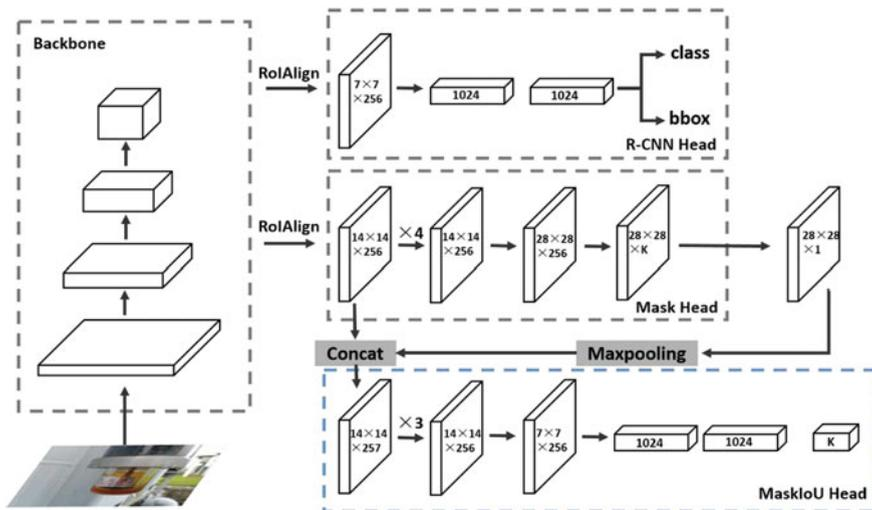 Backbone
RoIAlign
7×7
×256
1024
1024
class
bbox
R-CNN Head
RoIAlign
14×14
×256
×4
14×14
×256
28×28
×256
28×28
×K
Mask Head
28×28
×1
Concat
Maxpooling
14×14
×257
×3
14×14
×256
7×7
×256
1024
1024
K
MaskIoU Head